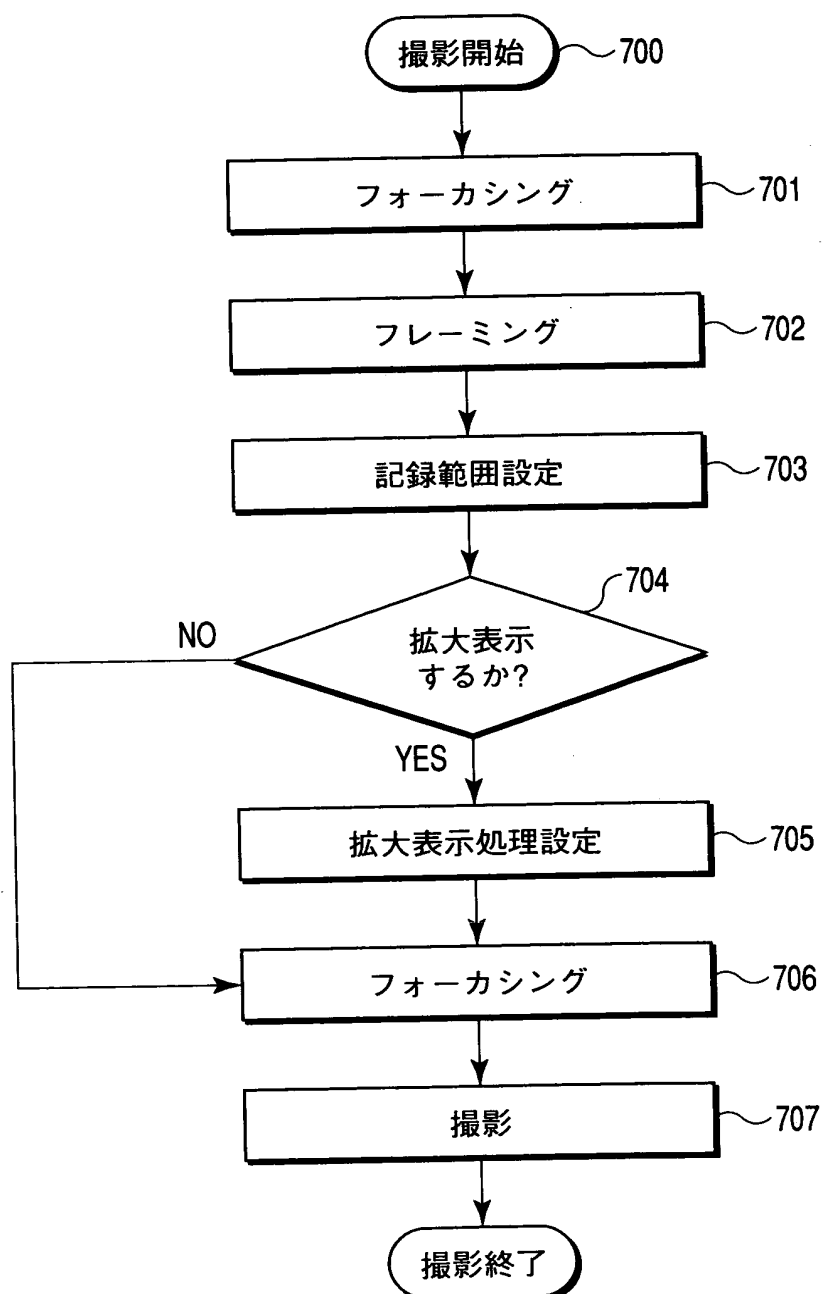 撮影開始 700
フォーカシング 701
フレーミング 702
記録範囲設定 703
704
NO
拡大表示
するか?
YES
拡大表示処理設定 705
フォーカシング 706
撮影 707
撮影終了